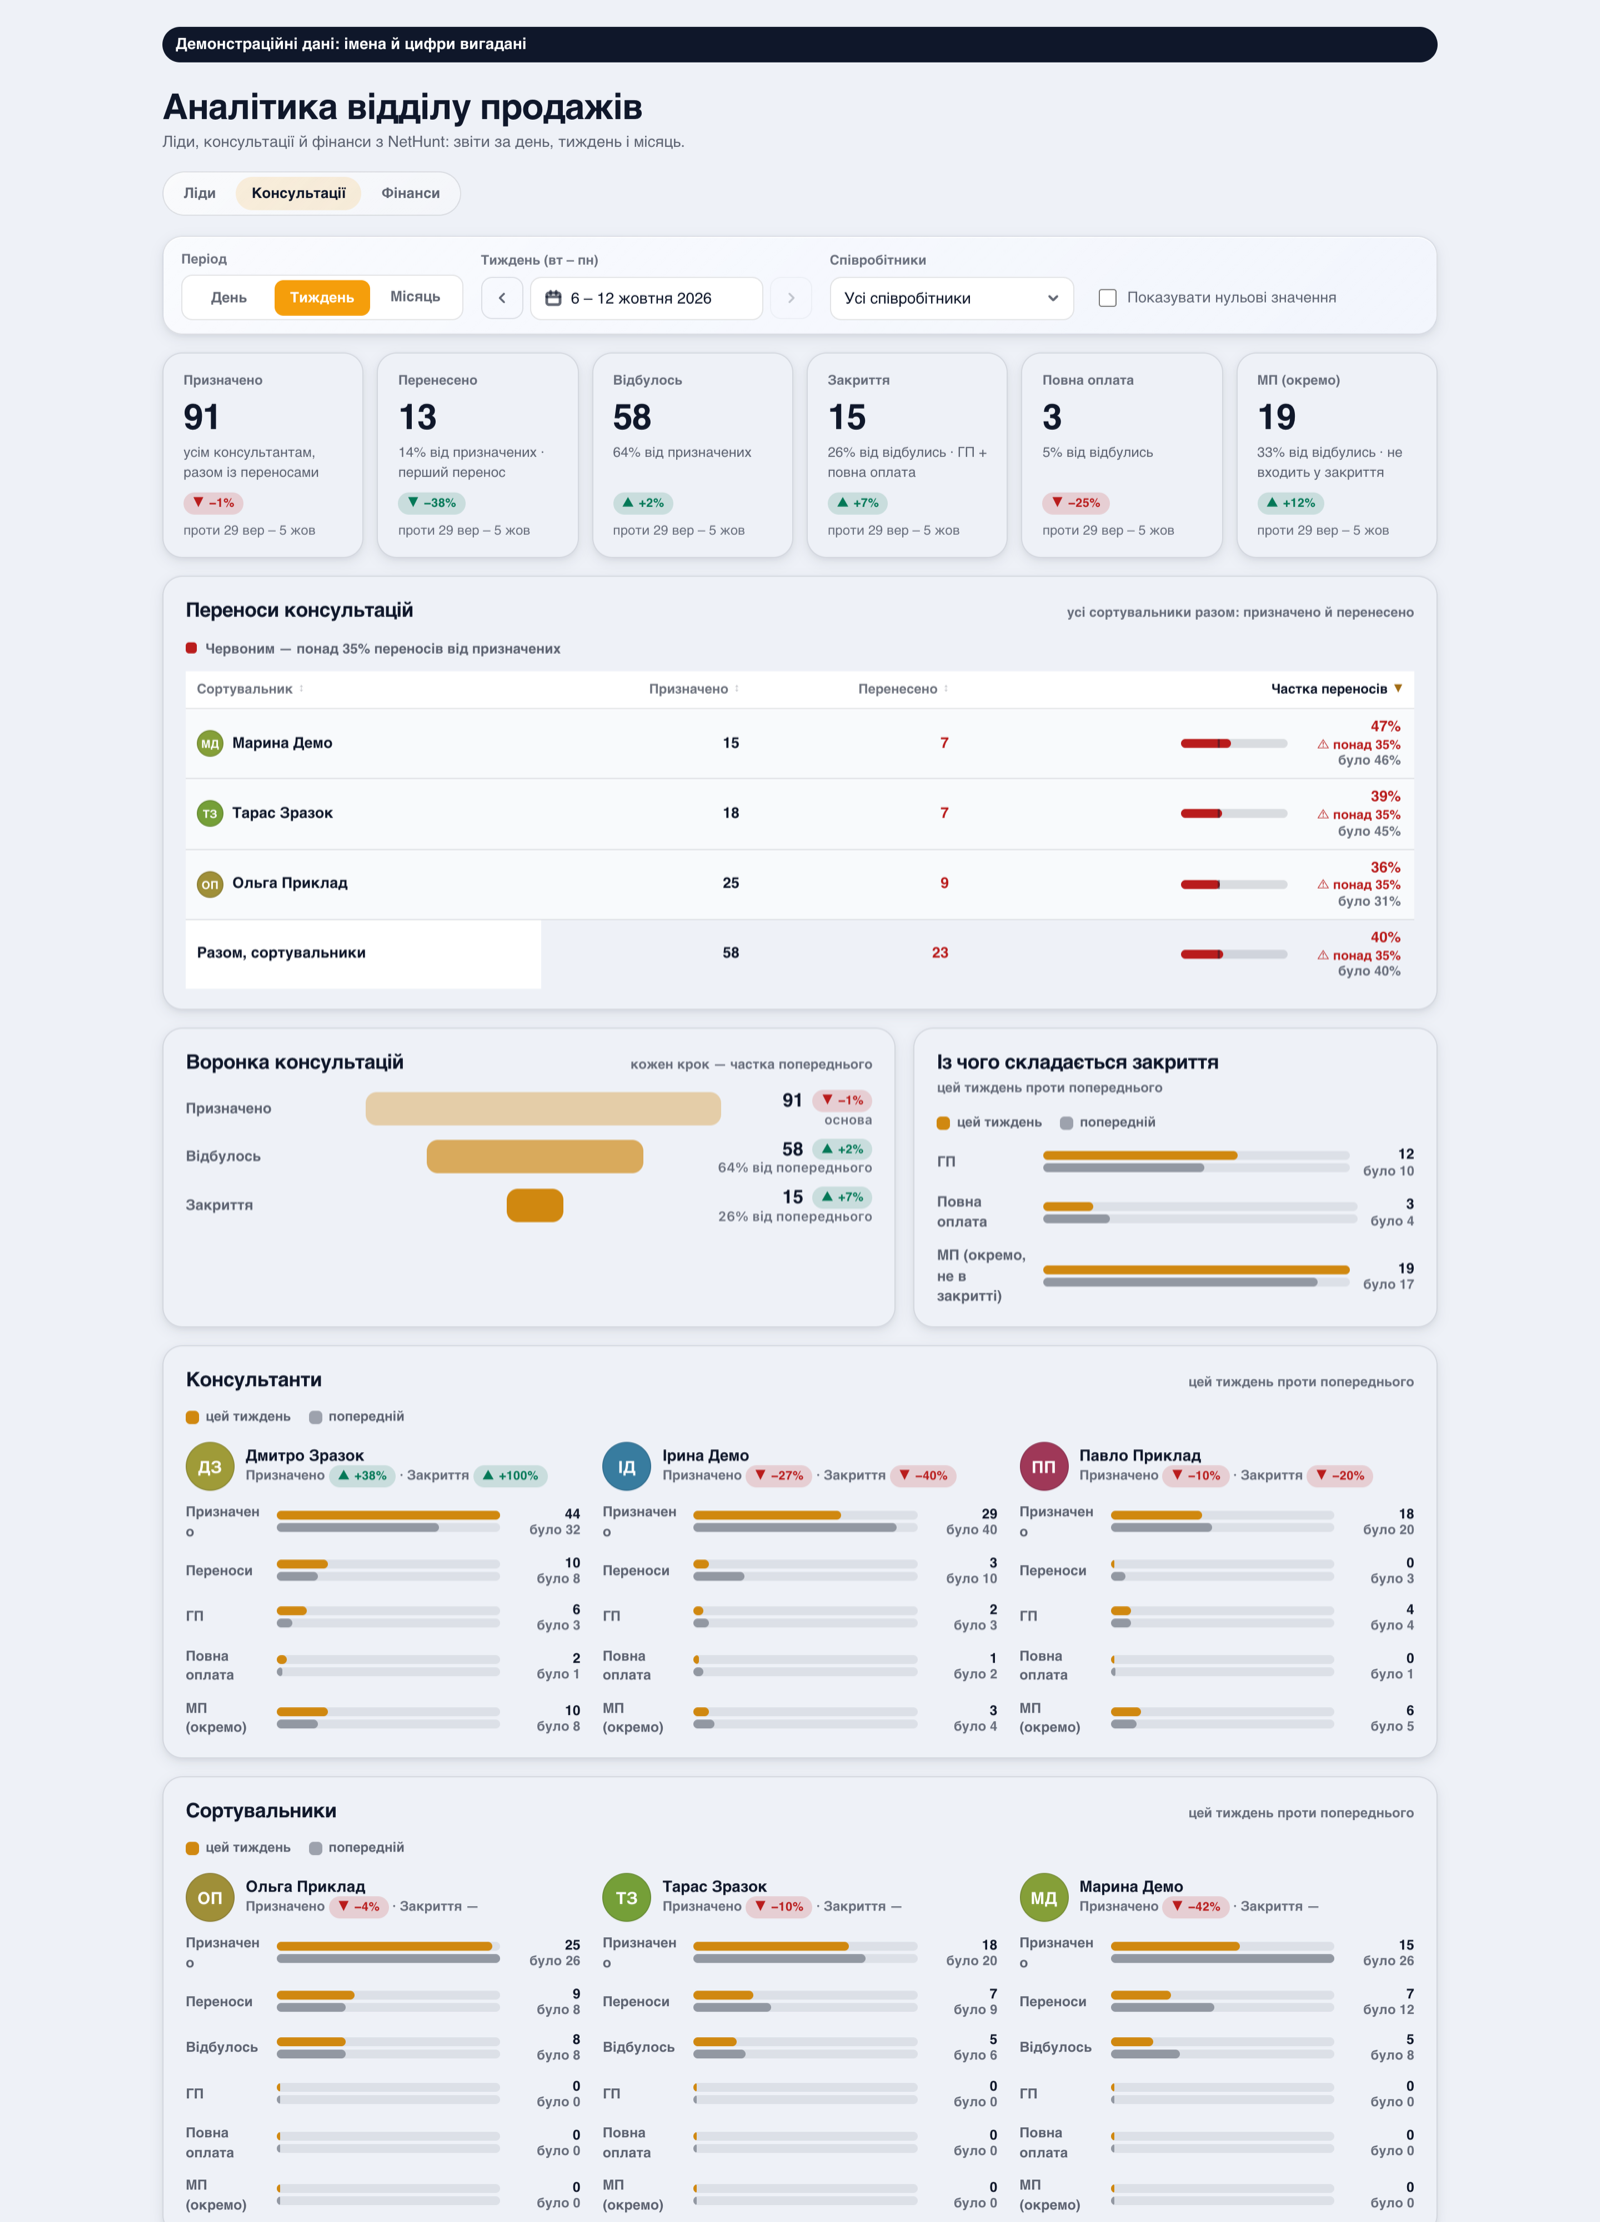 Демонстраційні дані: імена й цифри вигадані
Аналітика відділу продажів
Ліди, консультації й фінанси з NetHunt: звіти за день, тиждень і місяць.
Ліди Консультації Фінанси
Період Тиждень (вт – пн) Співробітники
День Тиждень Місяць 6 – 12 жовтня 2026 Усі співробітники Показувати нульові значення
Призначено
91
усім консультантам,
разом із переносами
▼ −1%
проти 29 вер – 5 жов
Перенесено
13
14% від призначених ·
перший перенос
▼ −38%
проти 29 вер – 5 жов
Відбулось
58
64% від призначених
▲ +2%
проти 29 вер – 5 жов
Закриття
15
26% від відбулись · ГП +
повна оплата
▲ +7%
проти 29 вер – 5 жов
Повна оплата
3
5% від відбулись
▼ −25%
проти 29 вер – 5 жов
МП (окремо)
19
33% від відбулись · не
входить у закриття
▲ +12%
проти 29 вер – 5 жов
Переноси консультацій усі сортувальники разом: призначено й перенесено
Червоним — понад 35% переносів від призначених
Сортувальник ↕ Призначено ↕ Перенесено ↕ Частка переносів ▼
МД Марина Демо 15 7 47%
⚠ понад 35%
було 46%
ТЗ Тарас Зразок 18 7 39%
⚠ понад 35%
було 45%
ОП Ольга Приклад 25 9 36%
⚠ понад 35%
було 31%
Разом, сортувальники 58 23 40%
⚠ понад 35%
було 40%
Воронка консультацій кожен крок — частка попереднього
Призначено 91 ▼ −1%
основа
Відбулось 58 ▲ +2%
64% від попереднього
Закриття 15 ▲ +7%
26% від попереднього
Із чого складається закриття
цей тиждень проти попереднього
цей тиждень попередній
ГП 12
було 10
Повна
оплата
3
було 4
МП (окремо,
не в
закритті)
19
було 17
Консультанти цей тиждень проти попереднього
цей тиждень попередній
ДЗ Дмитро Зразок
Призначено ▲ +38% · Закриття ▲ +100%
Призначен
о
44
було 32
Переноси 10
було 8
ГП 6
було 3
Повна
оплата
2
було 1
МП
(окремо)
10
було 8
ІД Ірина Демо
Призначено ▼ −27% · Закриття ▼ −40%
Призначен
о
29
було 40
Переноси 3
було 10
ГП 2
було 3
Повна
оплата
1
було 2
МП
(окремо)
3
було 4
ПП Павло Приклад
Призначено ▼ −10% · Закриття ▼ −20%
Призначен
о
18
було 20
Переноси 0
було 3
ГП 4
було 4
Повна
оплата
0
було 1
МП
(окремо)
6
було 5
Сортувальники цей тиждень проти попереднього
цей тиждень попередній
ОП Ольга Приклад
Призначено ▼ −4% · Закриття —
Призначен
о
25
було 26
Переноси 9
було 8
Відбулось 8
було 8
ГП 0
було 0
Повна
оплата
0
було 0
МП
(окремо)
0
було 0
ТЗ Тарас Зразок
Призначено ▼ −10% · Закриття —
Призначен
о
18
було 20
Переноси 7
було 9
Відбулось 5
було 6
ГП 0
було 0
Повна
оплата
0
було 0
МП
(окремо)
0
було 0
МД Марина Демо
Призначено ▼ −42% · Закриття —
Призначен
о
15
було 26
Переноси 7
було 12
Відбулось 5
було 8
ГП 0
було 0
Повна
оплата
0
було 0
МП
(окремо)
0
було 0